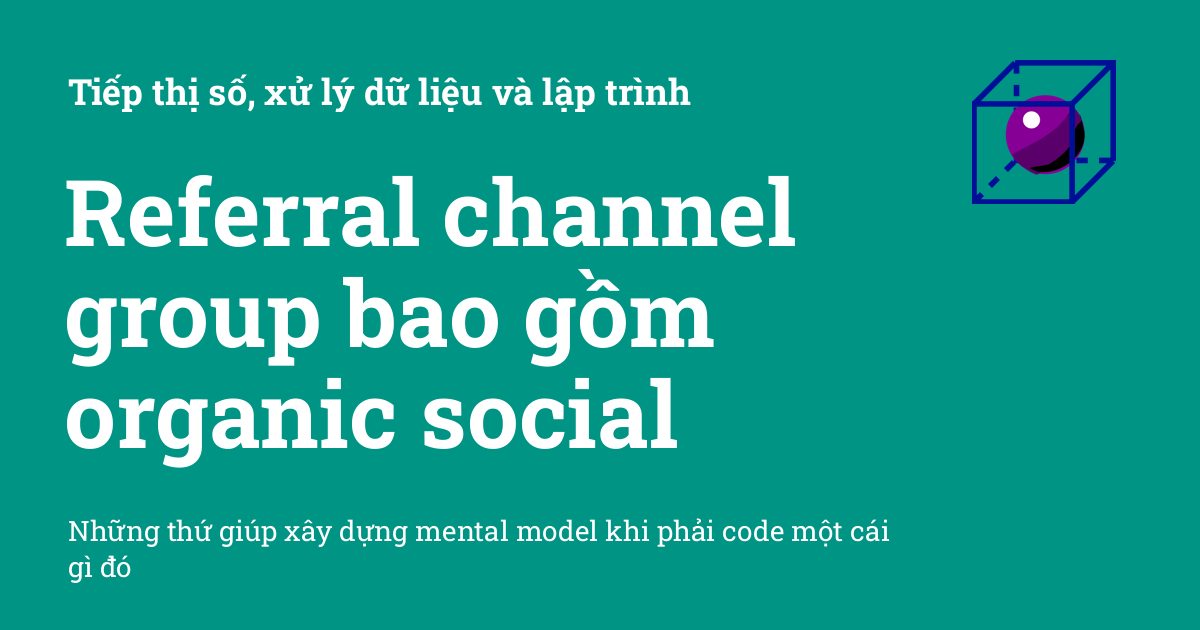 Tiếp thị số, xử lý dữ liệu và lập trình
Referral channel
group bao gồm
organic social
Những thứ giúp xây dựng mental model khi phải code một cái
gì đó